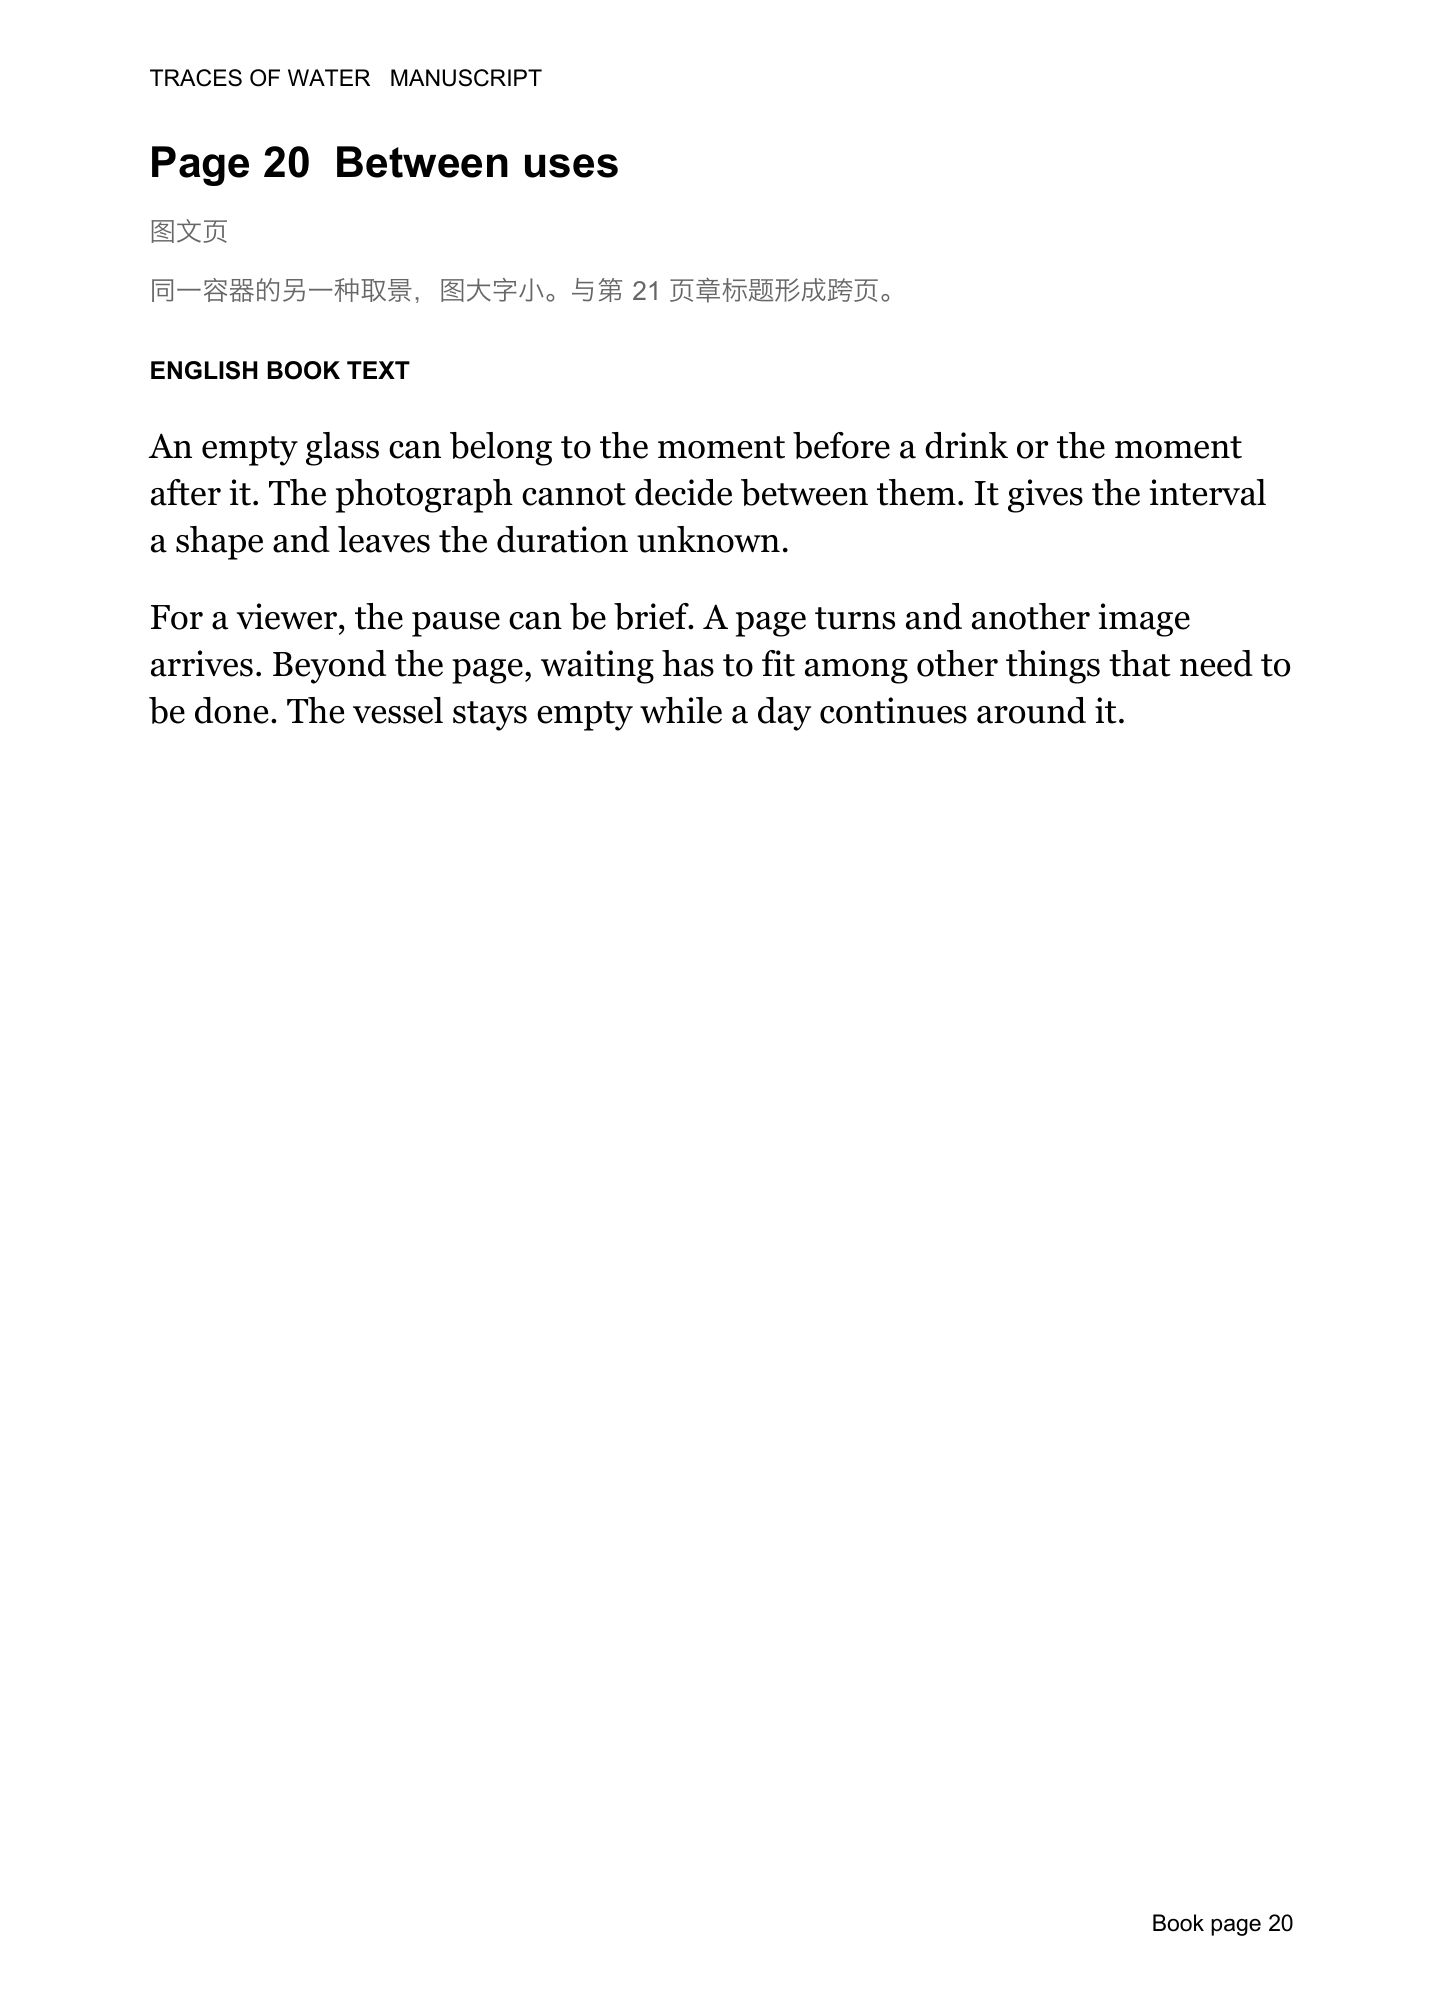 TRACES OF WATER MANUSCRIPT
Page 20 Between uses
图文页
同一容器的另一种取景，图大字小。与第 21 页章标题形成跨页。
ENGLISH BOOK TEXT
An empty glass can belong to the moment before a drink or the moment
after it. The photograph cannot decide between them. It gives the interval
a shape and leaves the duration unknown.
For a viewer, the pause can be brief. A page turns and another image
arrives. Beyond the page, waiting has to fit among other things that need to
be done. The vessel stays empty while a day continues around it.
Book page 20